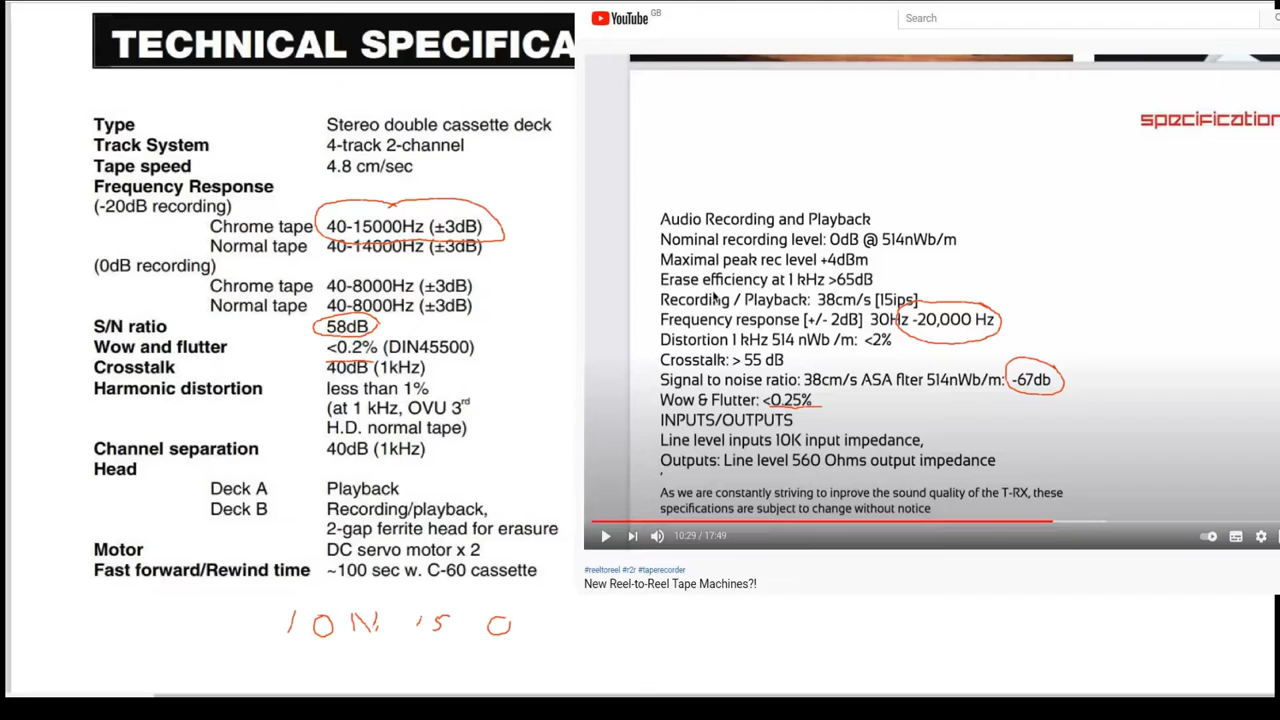 TECHNICAL SPECIFICA
Type Stereo double cassette deck
Track System 4-track 2-channel
Tape speed 4.8 cm/sec
Frequency Response
(-20dB recording)
Chrome tape 40-15000Hz (±3dB)
Normal tape 40-14000Hz (±3dB)
(0dB recording)
Chrome tape 40-8000Hz (±3dB)
Normal tape 40-8000Hz (±3dB)
S/N ratio 58dB
Wow and flutter <0.2% (DIN45500)
Crosstalk 40dB (1kHz)
Harmonic distortion less than 1%
(at 1 kHz, OVU 3rd
H.D. normal tape)
Channel separation 40dB (1kHz)
Head
Deck A Playback
Deck B Recording/playback,
2-gap ferrite head for erasure
Motor DC servo motor x 2
Fast forward/Rewind time ~100 sec w. C-60 cassette
YouTube GB
Search
specification
Audio Recording and Playback
Nominal recording level: 0dB @ 514nWb/m
Maximal peak rec level +4dBm
Erase efficiency at 1 kHz >65dB
Recording / Playback: 38cm/s [15ips]
Frequency response [+/- 2dB] 30Hz -20,000 Hz
Distortion 1 kHz 514 nWb /m: <2%
Crosstalk: > 55 dB
Signal to noise ratio: 38cm/s ASA flter 514nWb/m: -67db
Wow & Flutter: <0.25%
INPUTS/OUTPUTS
Line level inputs 10K input impedance,
Outputs: Line level 560 Ohms output impedance
,
As we are constantly striving to inprove the sound quality of the T-RX, these
specifications are subject to change without notice
10:29 / 17:49
#reeltoreel #r2r #taperecorder
New Reel-to-Reel Tape Machines?!